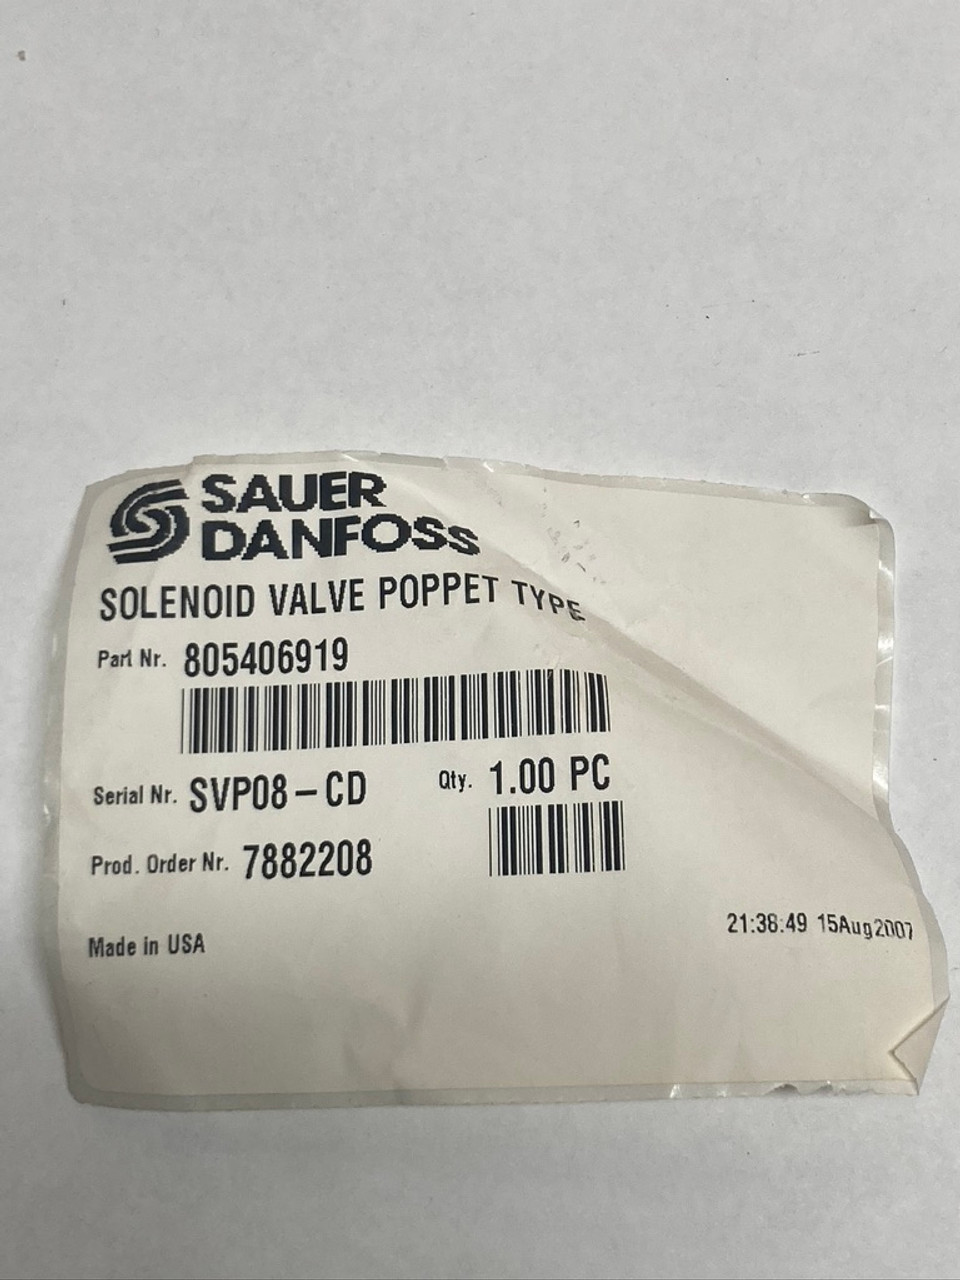 SAUER
DANFOSS
SOLENOID VALVE POPPET TYPE
Part Nr. 805406919
Serial Nr. SVP08-CD Qty. 1.00 PC
Prod. Order Nr. 7882208
Made in USA 21:38:49 15Aug2007